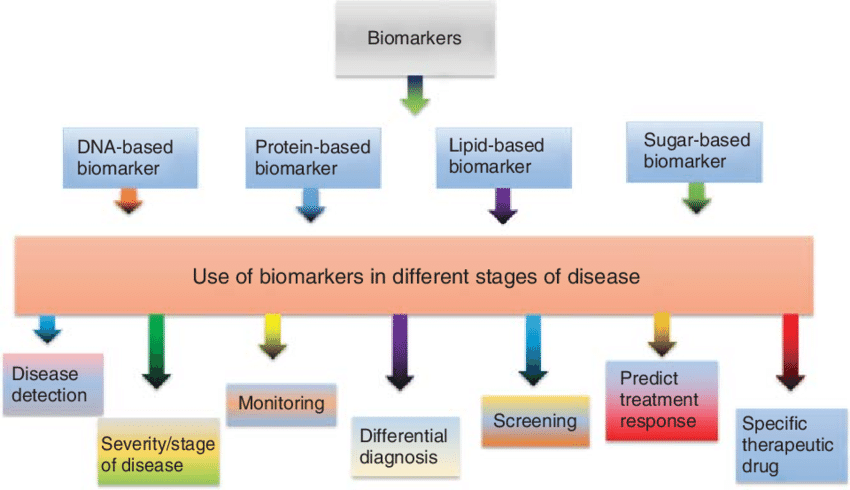 Biomarkers
DNA-based
biomarker
Protein-based
biomarker
Lipid-based
biomarker
Sugar-based
biomarker
Use of biomarkers in different stages of disease
Disease
detection
Severity/stage
of disease
Monitoring
Differential
diagnosis
Screening
Predict
treatment
response
Specific
therapeutic
drug